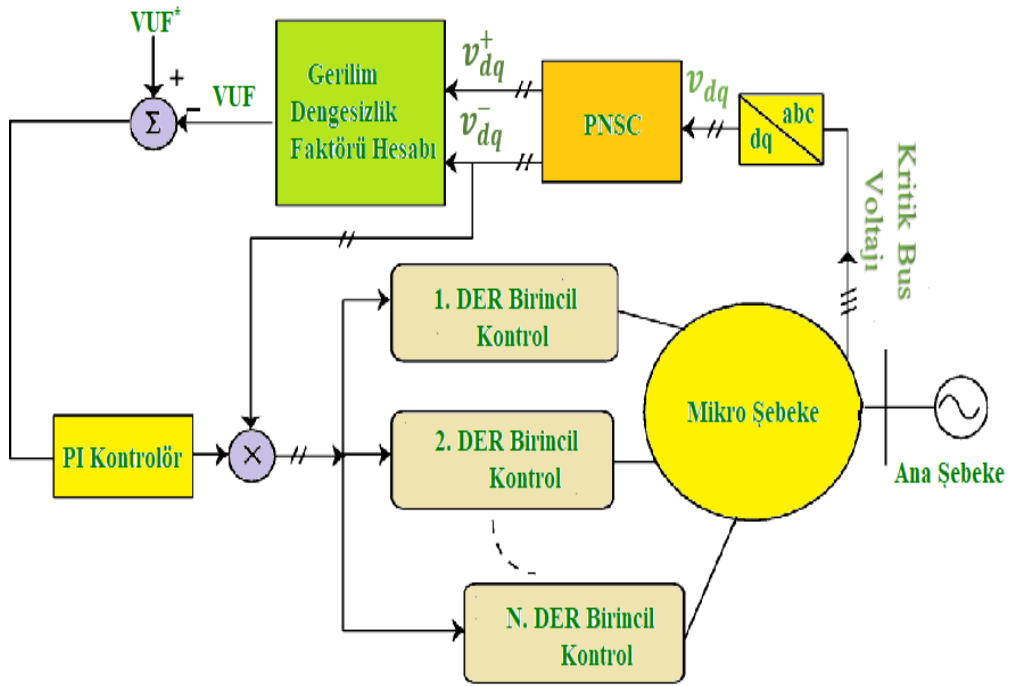 VUF*
+
−
Σ
VUF
Gerilim
Dengesizlik
Faktörü Hesabı
v⁺dq
v⁻dq
PNSC
vdq
abc
dq
Kritik Bus
Voltajı
1. DER Birincil
Kontrol
2. DER Birincil
Kontrol
N. DER Birincil
Kontrol
PI Kontrolör
×
Mikro Şebeke
Ana Şebeke